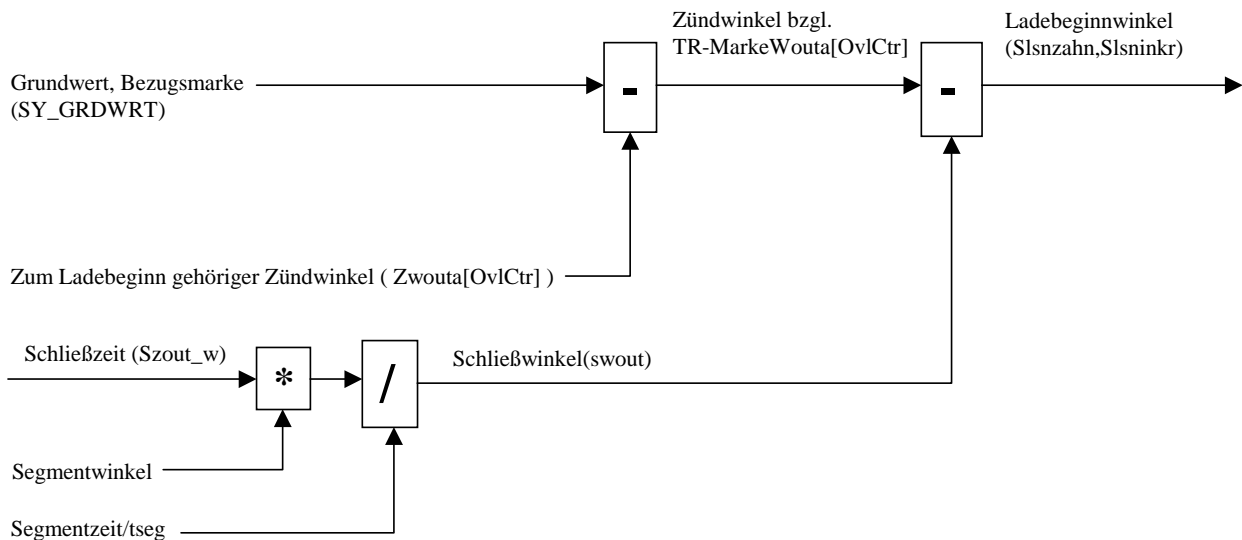 Zündwinkel bzgl.
TR-MarkeWouta[OvlCtr]
Ladebeginnwinkel
(Slsnzahn,Slsninkr)
Grundwert, Bezugsmarke
(SY_GRDWRT)
-
-
Zum Ladebeginn gehöriger Zündwinkel ( Zwouta[OvlCtr] )
Schließzeit (Szout_w)
*
/
Schließwinkel(swout)
Segmentwinkel
Segmentzeit/tseg